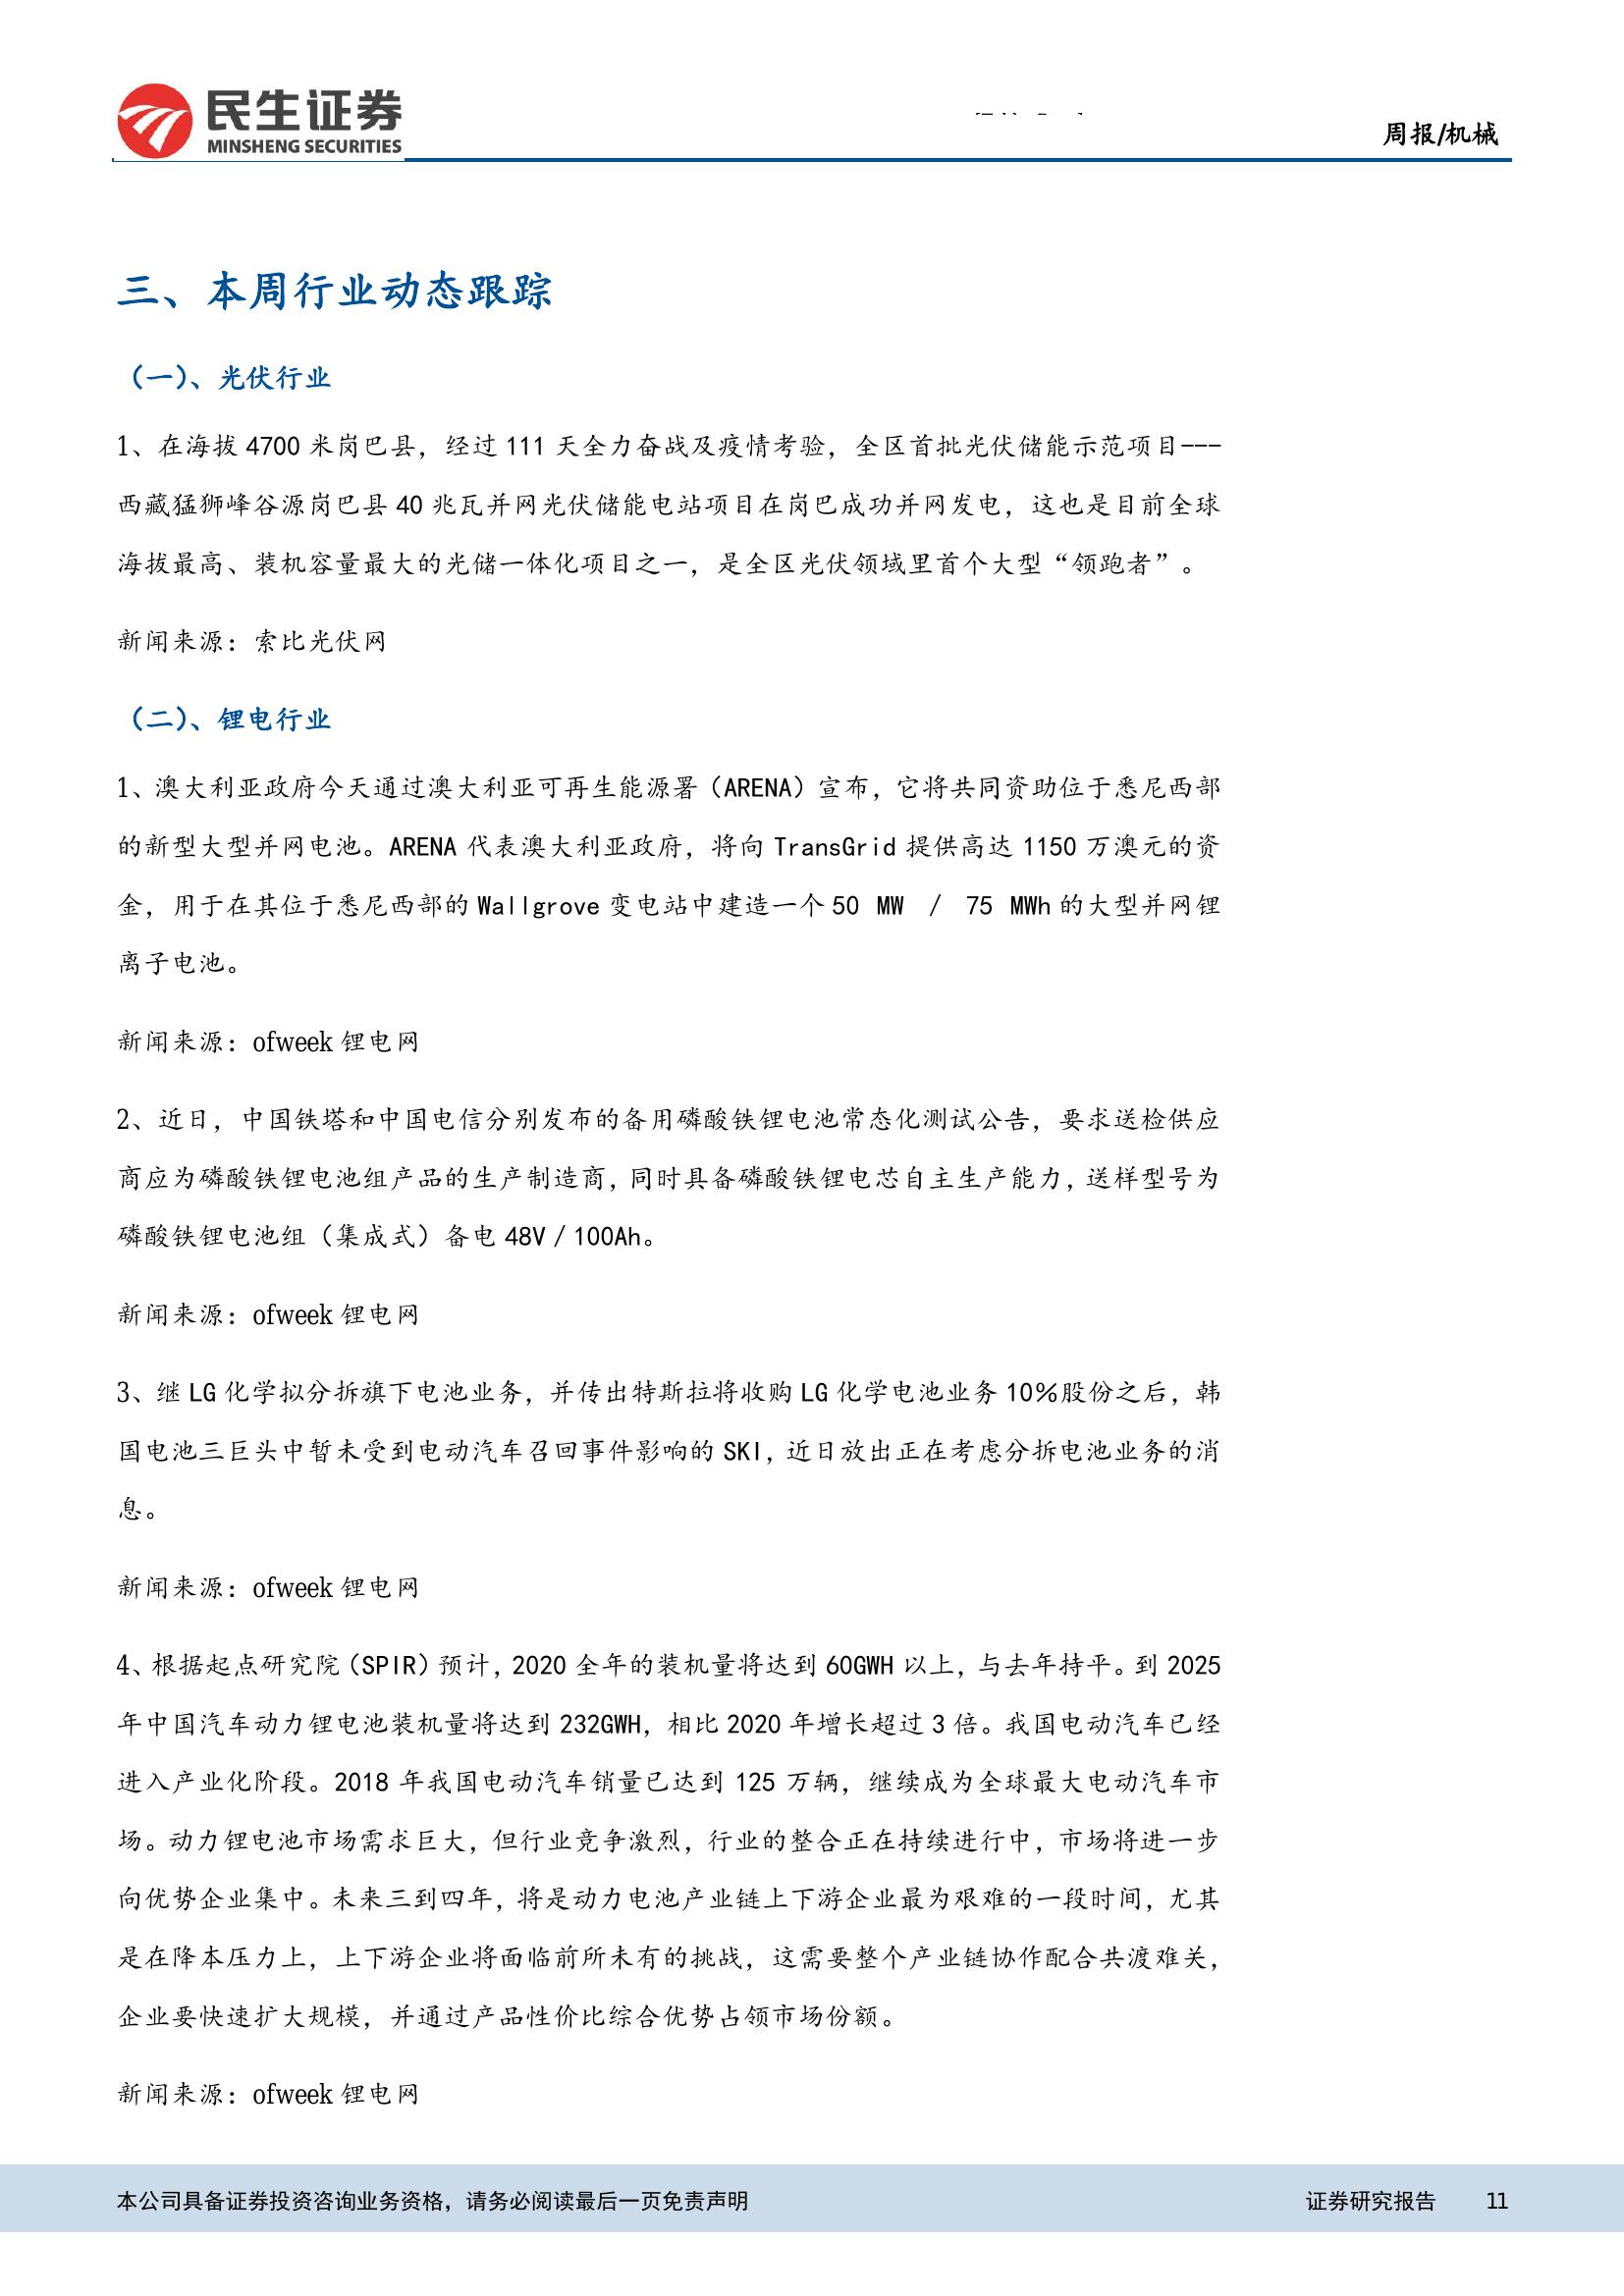 民生证券
MINSHENG SECURITIES
周报/机械
三、本周行业动态跟踪
（一）、光伏行业
1、在海拔 4700 米岗巴县，经过 111 天全力奋战及疫情考验，全区首批光伏储能示范项目---
西藏猛狮峰谷源岗巴县 40 兆瓦并网光伏储能电站项目在岗巴成功并网发电，这也是目前全球
海拔最高、装机容量最大的光储一体化项目之一，是全区光伏领域里首个大型“领跑者”。
新闻来源：索比光伏网
（二）、锂电行业
1、澳大利亚政府今天通过澳大利亚可再生能源署（ARENA）宣布，它将共同资助位于悉尼西部
的新型大型并网电池。ARENA 代表澳大利亚政府，将向 TransGrid 提供高达 1150 万澳元的资
金，用于在其位于悉尼西部的 Wallgrove 变电站中建造一个 50 MW / 75 MWh 的大型并网锂
离子电池。
新闻来源：ofweek 锂电网
2、近日，中国铁塔和中国电信分别发布的备用磷酸铁锂电池常态化测试公告，要求送检供应
商应为磷酸铁锂电池组产品的生产制造商，同时具备磷酸铁锂电芯自主生产能力，送样型号为
磷酸铁锂电池组（集成式）备电 48V / 100Ah。
新闻来源：ofweek 锂电网
3、继 LG 化学拟分拆旗下电池业务，并传出特斯拉将收购 LG 化学电池业务 10%股份之后，韩
国电池三巨头中暂未受到电动汽车召回事件影响的 SKI，近日放出正在考虑分拆电池业务的消
息。
新闻来源：ofweek 锂电网
4、根据起点研究院（SPIR）预计，2020 全年的装机量将达到 60GWH 以上，与去年持平。到 2025
年中国汽车动力锂电池装机量将达到 232GWH，相比 2020 年增长超过 3 倍。我国电动汽车已经
进入产业化阶段。2018 年我国电动汽车销量已达到 125 万辆，继续成为全球最大电动汽车市
场。动力锂电池市场需求巨大，但行业竞争激烈，行业的整合正在持续进行中，市场将进一步
向优势企业集中。未来三到四年，将是动力电池产业链上下游企业最为艰难的一段时间，尤其
是在降本压力上，上下游企业将面临前所未有的挑战，这需要整个产业链协作配合共渡难关，
企业要快速扩大规模，并通过产品性价比综合优势占领市场份额。
新闻来源：ofweek 锂电网
本公司具备证券投资咨询业务资格，请务必阅读最后一页免责声明
证券研究报告 11